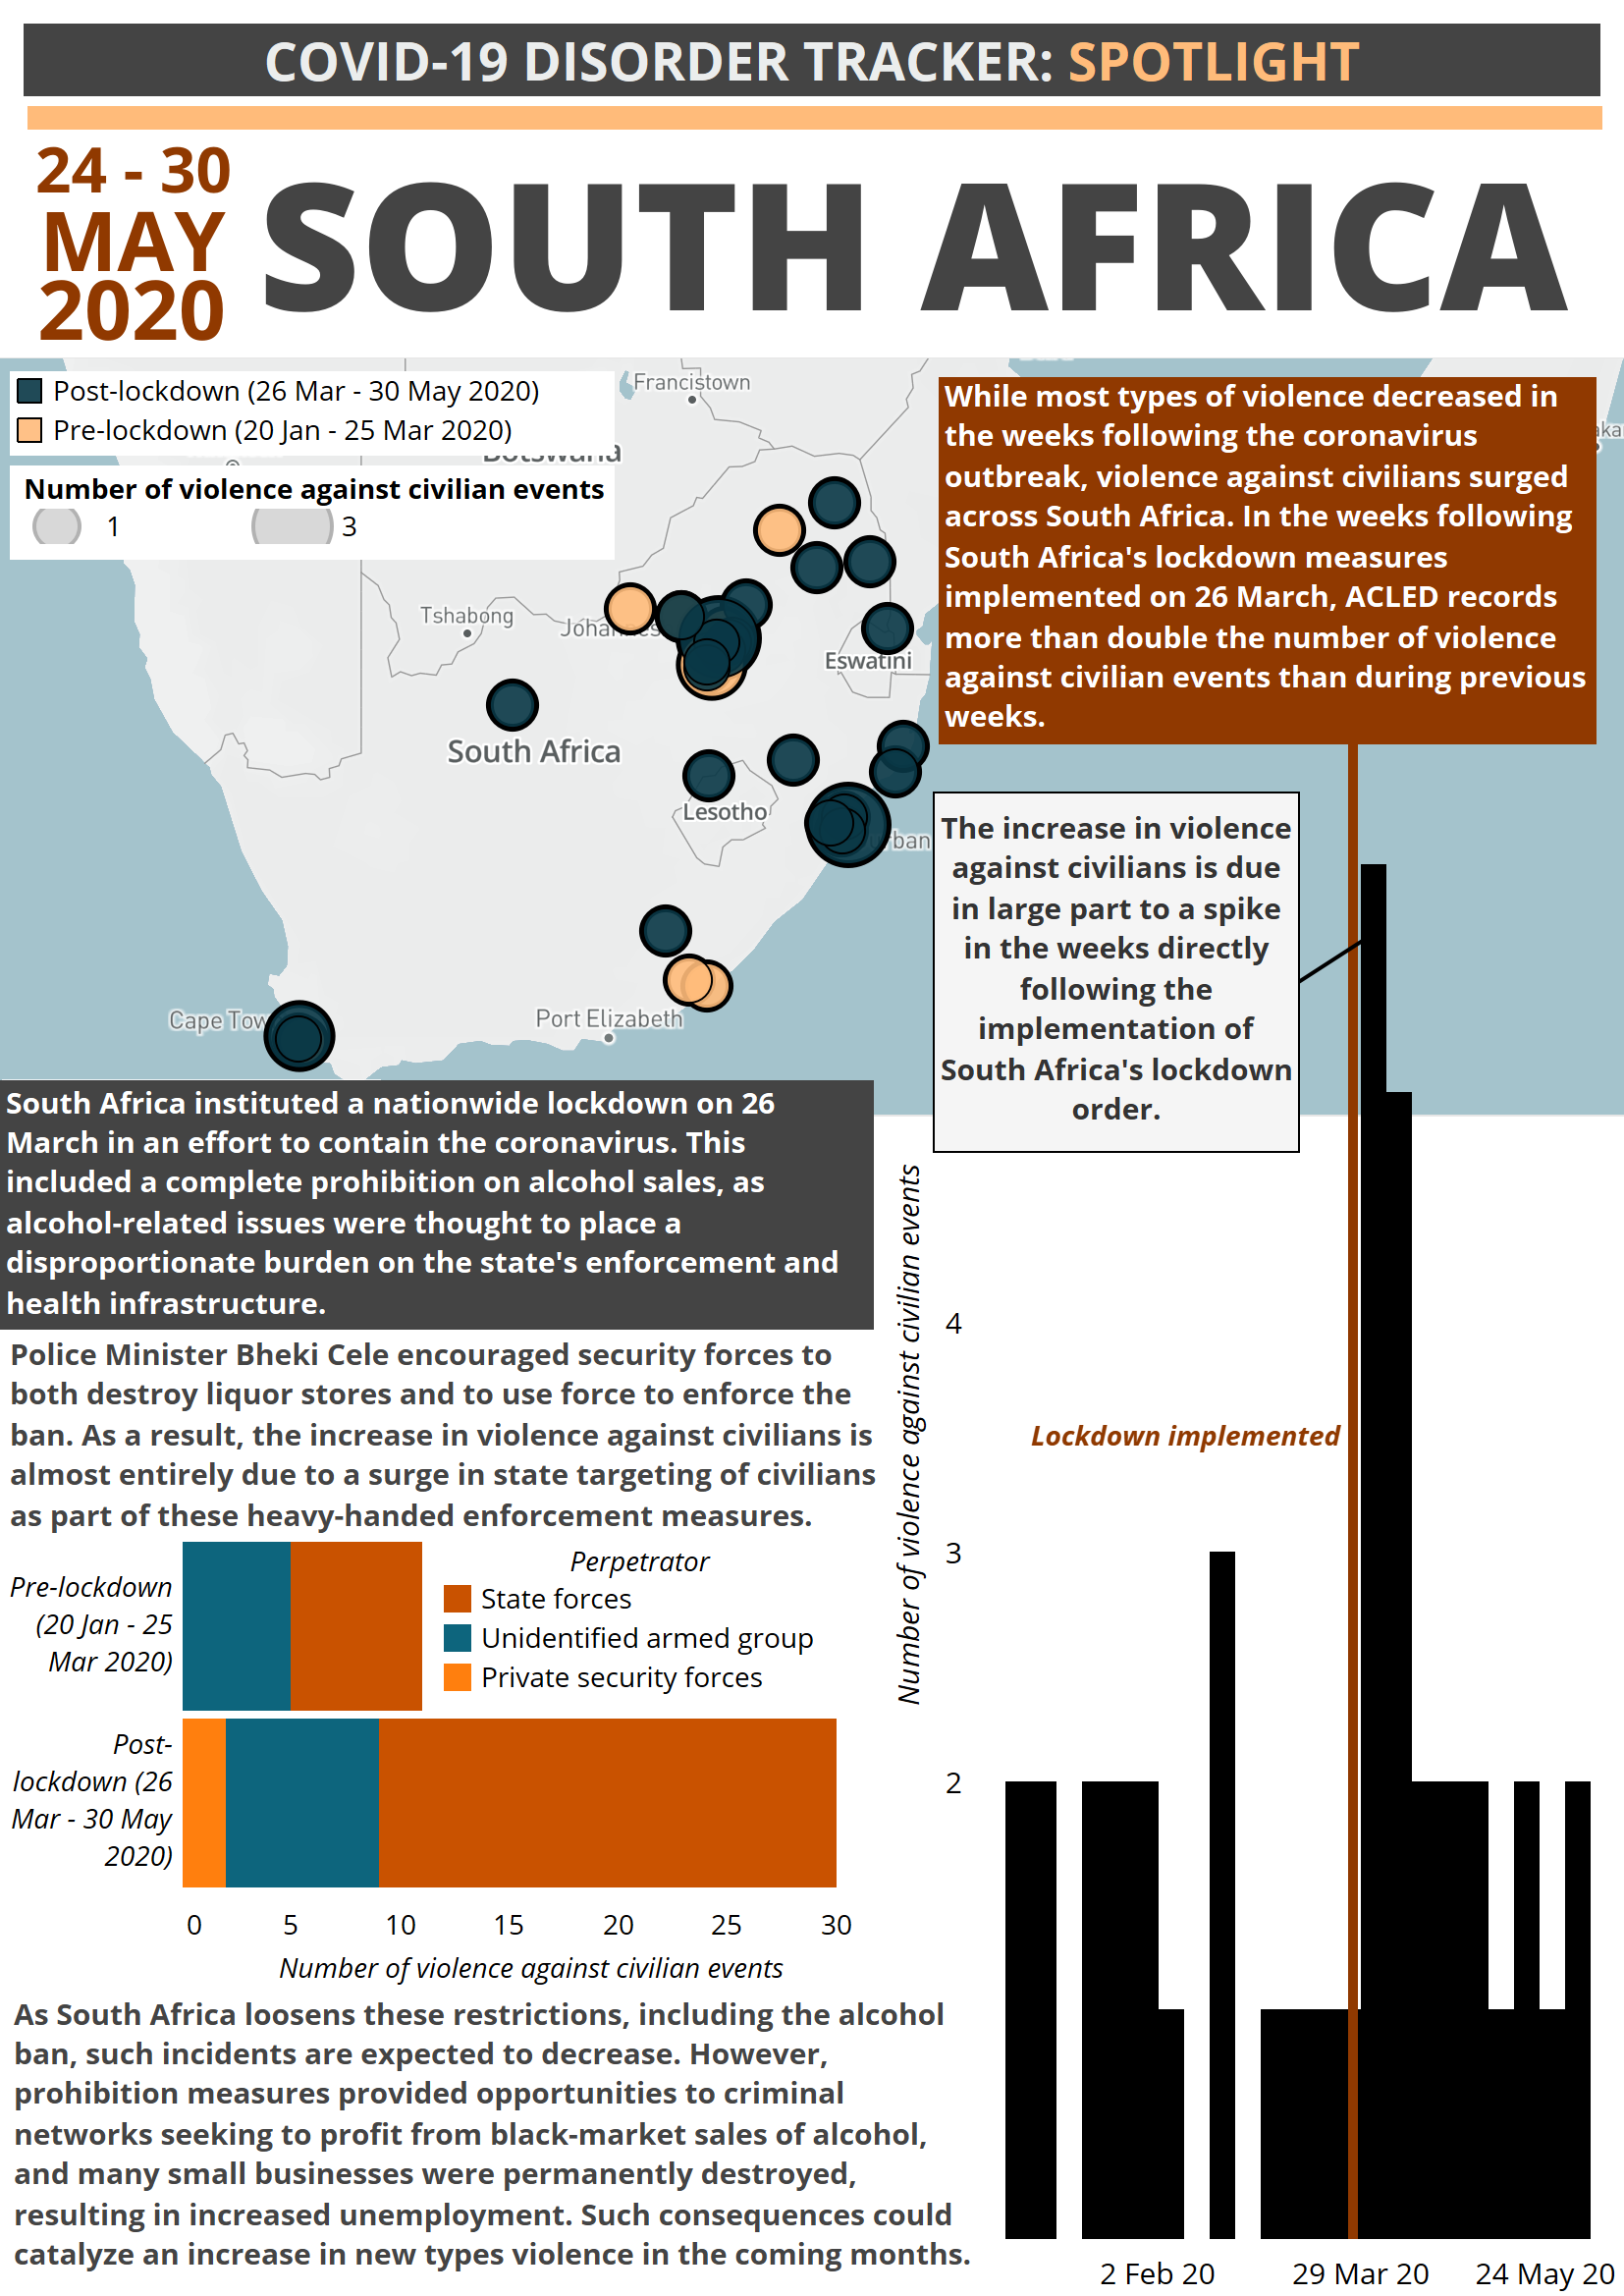 COVID-19 DISORDER TRACKER: SPOTLIGHT
24 - 30
MAY
2020
SOUTH AFRICA
Post-lockdown (26 Mar - 30 May 2020)
Pre-lockdown (20 Jan - 25 Mar 2020)
Number of violence against civilian events
1
3
Francistown
Botswana
Tshabong
Eswatini
South Africa
Lesotho
Port Elizabeth
While most types of violence decreased in
the weeks following the coronavirus
outbreak, violence against civilians surged
across South Africa. In the weeks following
South Africa's lockdown measures
implemented on 26 March, ACLED records
more than double the number of violence
against civilian events than during previous
weeks.
The increase in violence
against civilians is due
in large part to a spike
in the weeks directly
following the
implementation of
South Africa's lockdown
order.
South Africa instituted a nationwide lockdown on 26
March in an effort to contain the coronavirus. This
included a complete prohibition on alcohol sales, as
alcohol-related issues were thought to place a
disproportionate burden on the state's enforcement and
health infrastructure.
Police Minister Bheki Cele encouraged security forces to
both destroy liquor stores and to use force to enforce the
ban. As a result, the increase in violence against civilians is
almost entirely due to a surge in state targeting of civilians
as part of these heavy-handed enforcement measures.
Pre-lockdown
(20 Jan - 25
Mar 2020)
Perpetrator
State forces
Unidentified armed group
Private security forces
Post-
lockdown (26
Mar - 30 May
2020)
0 5 10 15 20 25 30
Number of violence against civilian events
As South Africa loosens these restrictions, including the alcohol
ban, such incidents are expected to decrease. However,
prohibition measures provided opportunities to criminal
networks seeking to profit from black-market sales of alcohol,
and many small businesses were permanently destroyed,
resulting in increased unemployment. Such consequences could
catalyze an increase in new types violence in the coming months.
Number of violence against civilian events
4
Lockdown implemented
3
2
2 Feb 20 29 Mar 20 24 May 20